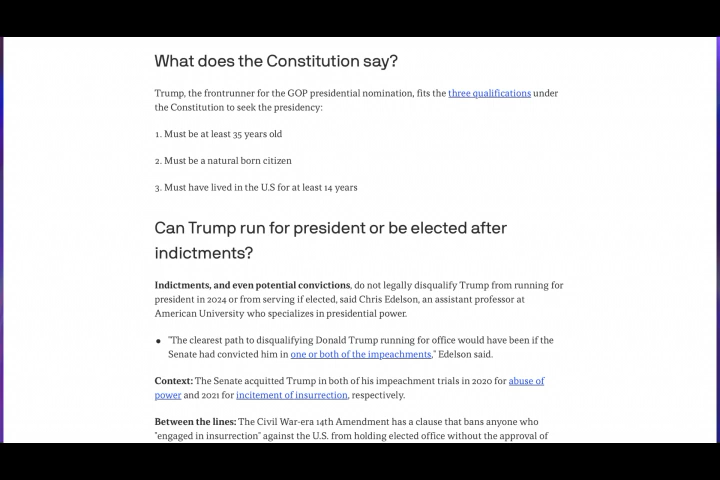 What does the Constitution say?
Trump, the frontrunner for the GOP presidential nomination, fits the three qualifications under
the Constitution to seek the presidency:
1. Must be at least 35 years old
2. Must be a natural born citizen
3. Must have lived in the U.S for at least 14 years
Can Trump run for president or be elected after
indictments?
Indictments, and even potential convictions, do not legally disqualify Trump from running for
president in 2024 or from serving if elected, said Chris Edelson, an assistant professor at
American University who specializes in presidential power.
• "The clearest path to disqualifying Donald Trump running for office would have been if the
Senate had convicted him in one or both of the impeachments," Edelson said.
Context: The Senate acquitted Trump in both of his impeachment trials in 2020 for abuse of
power and 2021 for incitement of insurrection, respectively.
Between the lines: The Civil War-era 14th Amendment has a clause that bans anyone who
"engaged in insurrection" against the U.S. from holding elected office without the approval of